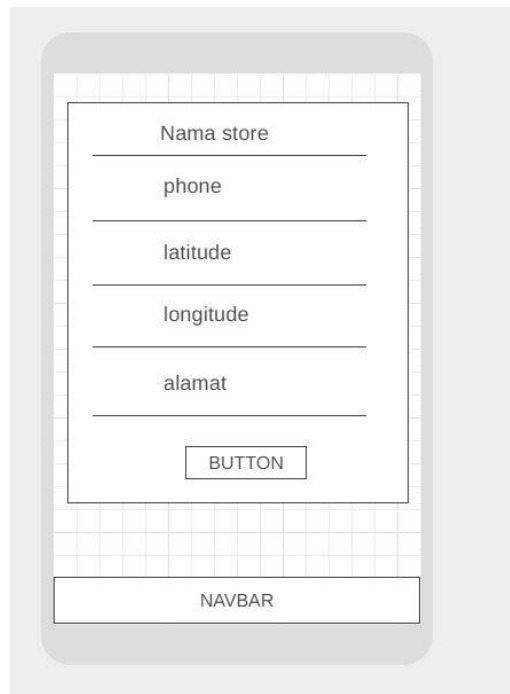 Nama store
phone
latitude
longitude
alamat
BUTTON
NAVBAR